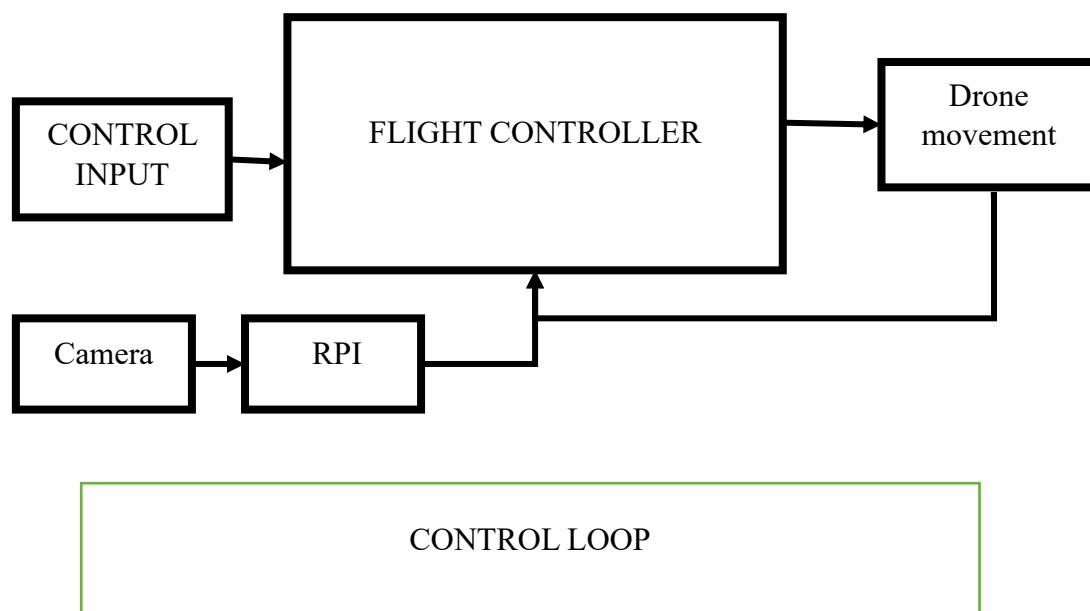 CONTROL
INPUT
FLIGHT CONTROLLER
Drone
movement
Camera
RPI
CONTROL LOOP